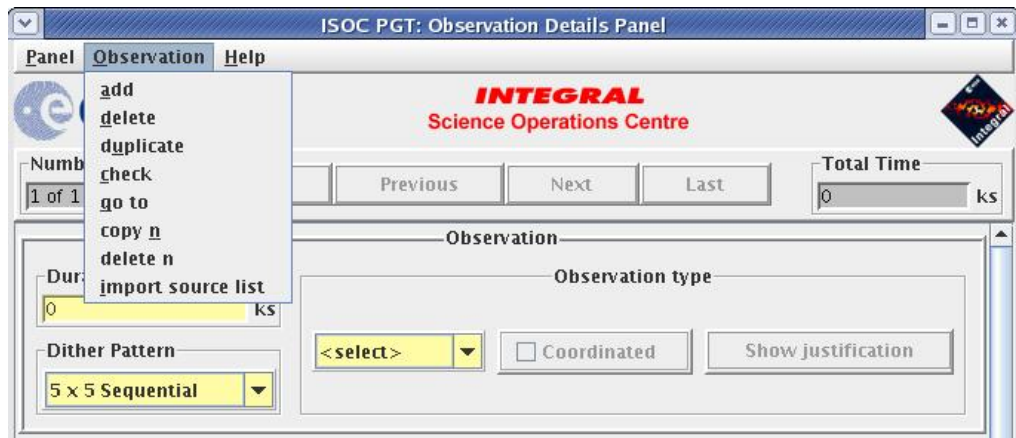 ISOC PGT: Observation Details Panel
Panel Observation Help
add
delete
duplicate
check
go to
copy n
delete n
import source list
INTEGRAL
Science Operations Centre
Integral
Numb
1 of 1
Previous
Next
Last
Total Time
0 ks
Observation
Dur
0 ks
Observation type
Dither Pattern
<select>
Coordinated
Show justification
5 x 5 Sequential